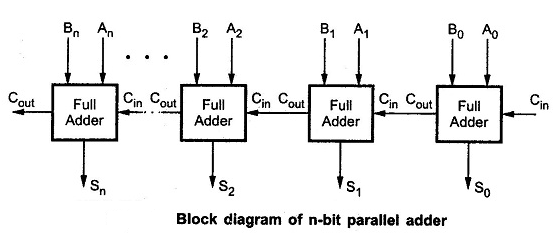 Bn An . . . B2 A2 B1 A1 B0 A0
Cout Full Adder Cin Cout Full Adder Cin Cout Full Adder Cin Cout Full Adder Cin
Sn S2 S1 S0
Block diagram of n-bit parallel adder